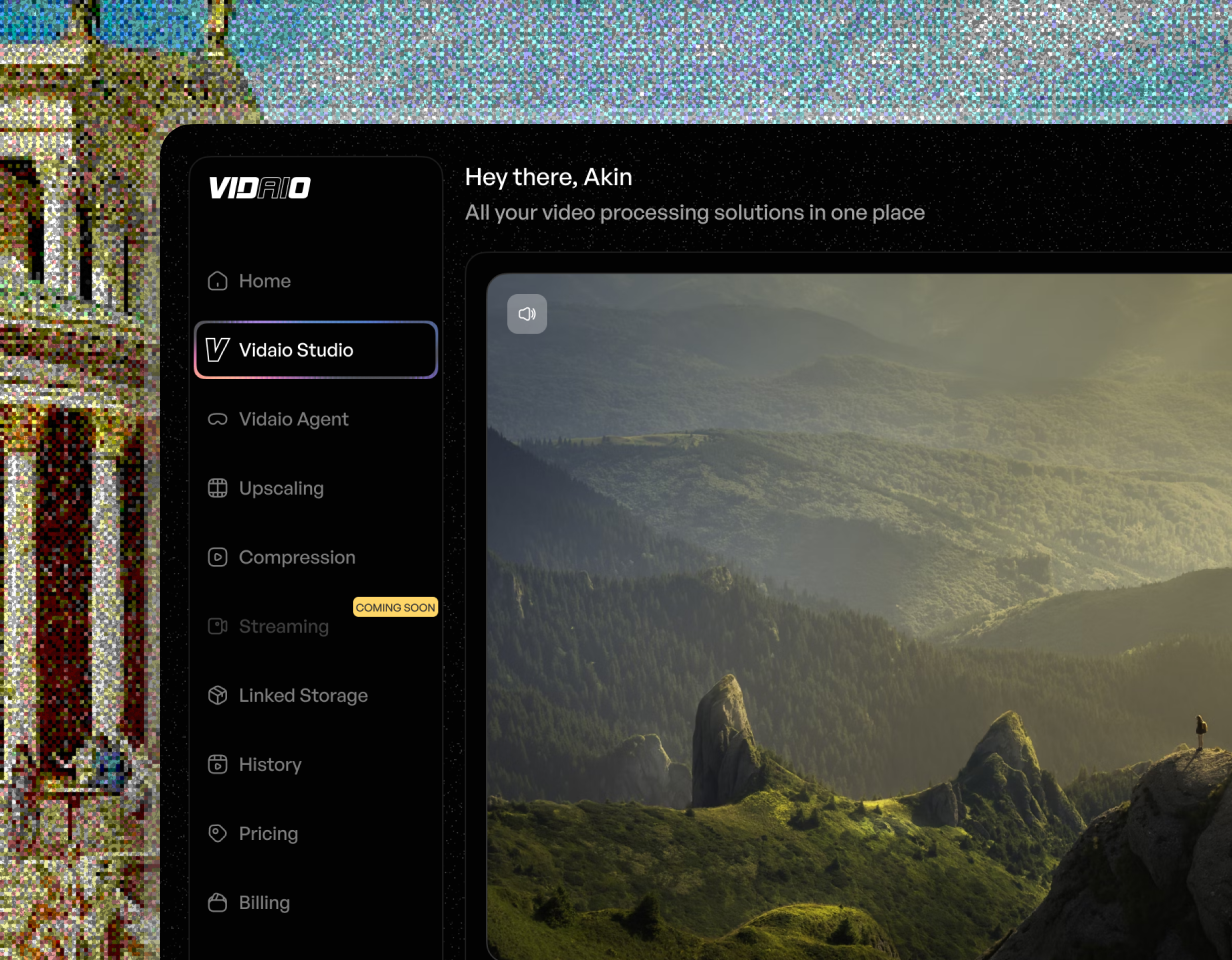 VIDAIO
Hey there, Akin
All your video processing solutions in one place
Home
Vidaio Studio
Vidaio Agent
Upscaling
Compression
COMING SOON
Streaming
Linked Storage
History
Pricing
Billing